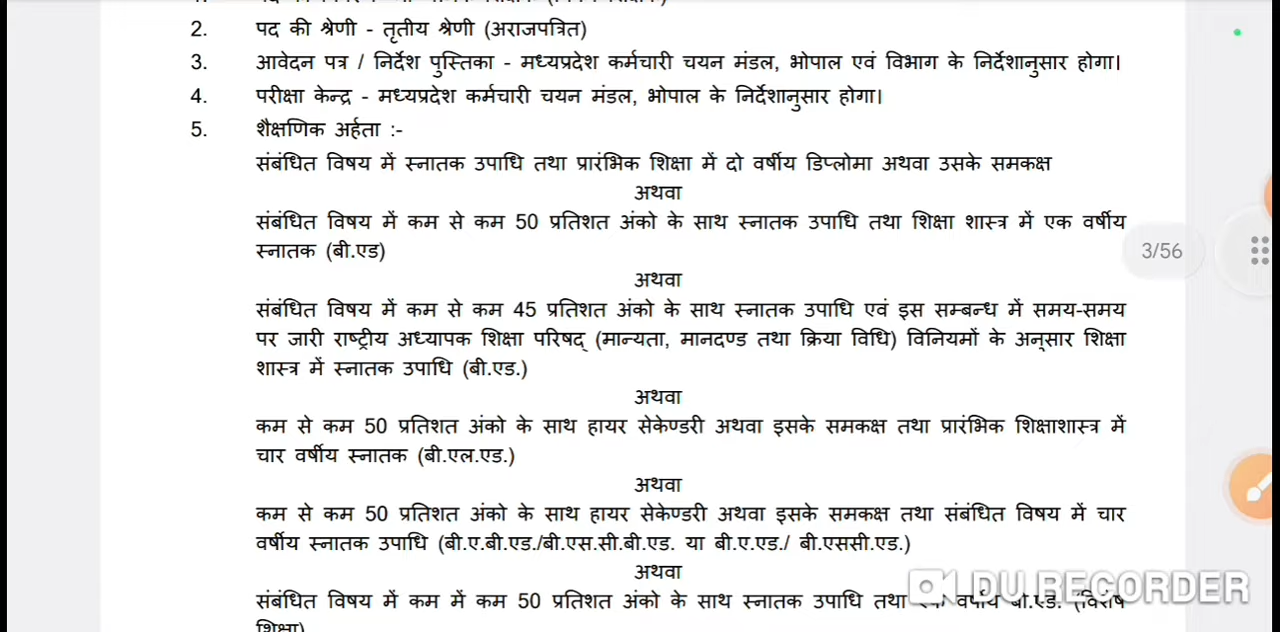 2. पद की श्रेणी - तृतीय श्रेणी (अराजपत्रित)
3. आवेदन पत्र / निर्देश पुस्तिका - मध्यप्रदेश कर्मचारी चयन मंडल, भोपाल एवं विभाग के निर्देशानुसार होगा।
4. परीक्षा केन्द्र - मध्यप्रदेश कर्मचारी चयन मंडल, भोपाल के निर्देशानुसार होगा।
5. शैक्षणिक अर्हता :-
संबंधित विषय में स्नातक उपाधि तथा प्रारंभिक शिक्षा में दो वर्षीय डिप्लोमा अथवा उसके समकक्ष
अथवा
संबंधित विषय में कम से कम 50 प्रतिशत अंको के साथ स्नातक उपाधि तथा शिक्षा शास्त्र में एक वर्षीय
स्नातक (बी.एड)
3/56
अथवा
संबंधित विषय में कम से कम 45 प्रतिशत अंको के साथ स्नातक उपाधि एवं इस सम्बन्ध में समय-समय
पर जारी राष्ट्रीय अध्यापक शिक्षा परिषद् (मान्यता, मानदण्ड तथा क्रिया विधि) विनियमों के अनुसार शिक्षा
शास्त्र में स्नातक उपाधि (बी.एड.)
अथवा
कम से कम 50 प्रतिशत अंको के साथ हायर सेकेण्डरी अथवा इसके समकक्ष तथा प्रारंभिक शिक्षाशास्त्र में
चार वर्षीय स्नातक (बी.एल.एड.)
अथवा
कम से कम 50 प्रतिशत अंको के साथ हायर सेकेण्डरी अथवा इसके समकक्ष तथा संबंधित विषय में चार
वर्षीय स्नातक उपाधि (बी.ए.बी.एड./बी.एस.सी.बी.एड. या बी.ए.एड./ बी.एससी.एड.)
अथवा
संबंधित विषय में कम में कम 50 प्रतिशत अंको के साथ स्नातक उपाधि तथा वर्षीय बी.एड. (विशेष
शिक्षा)
DU RECORDER